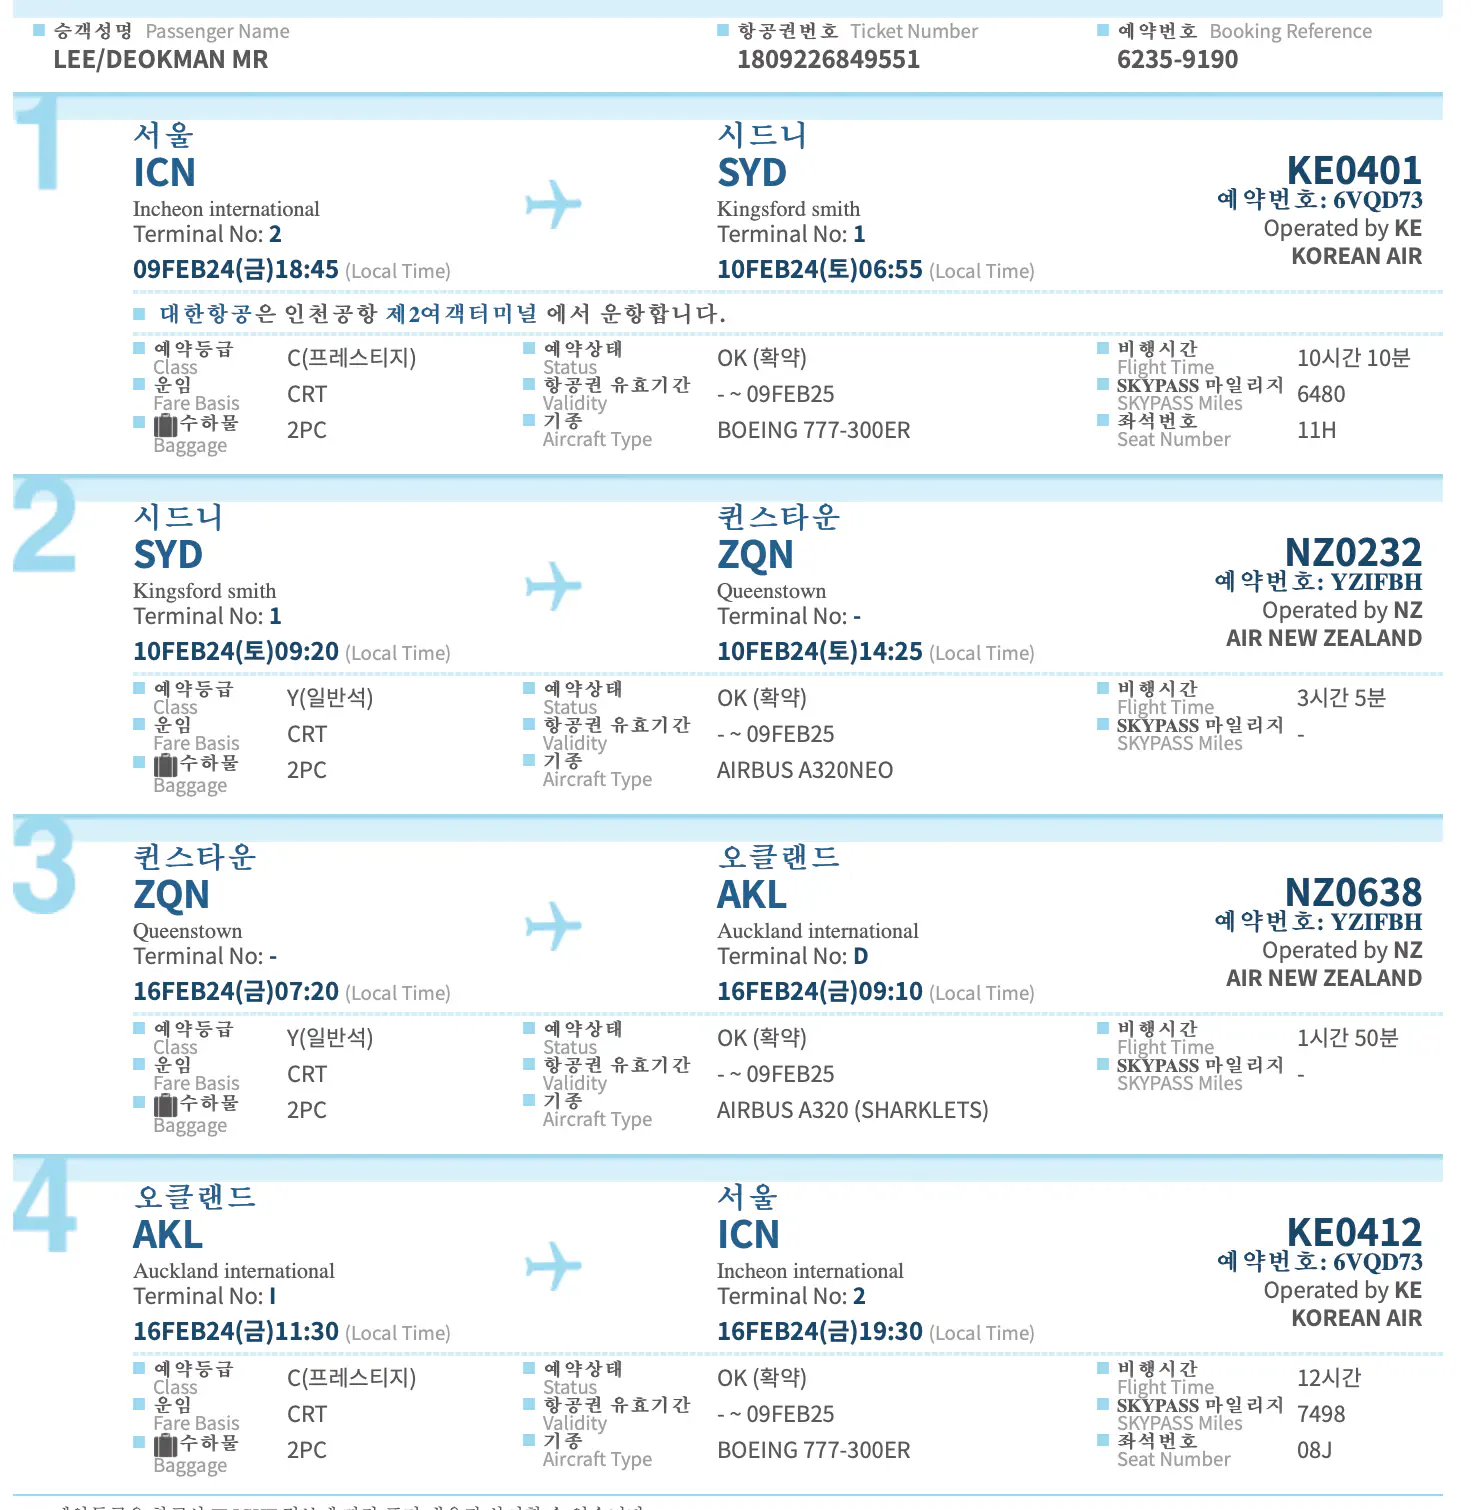 승객성명 Passenger Name 항공권번호 Ticket Number 예약번호 Booking Reference
LEE/DEOKMAN MR 1809226849551 6235-9190
1
서울 시드니
ICN SYD KE0401
예약번호: 6VQD73
Incheon international Kingsford smith
Operated by KE
Terminal No: 2 Terminal No: 1
KOREAN AIR
09FEB24(금)18:45 (Local Time) 10FEB24(토)06:55 (Local Time)
대한항공은 인천공항 제2여객터미널 에서 운항합니다.
예약등급 Class C(프레스티지) 예약상태 Status OK (확약) 비행시간 Flight Time 10시간 10분
운임 Fare Basis CRT 항공권 유효기간 Validity - ~ 09FEB25 SKYPASS 마일리지 SKYPASS Miles 6480
수하물 Baggage 2PC 기종 Aircraft Type BOEING 777-300ER 좌석번호 Seat Number 11H
2
시드니 퀸스타운
SYD ZQN NZ0232
예약번호: YZIFBH
Kingsford smith Queenstown
Operated by NZ
Terminal No: 1 Terminal No: -
AIR NEW ZEALAND
10FEB24(토)09:20 (Local Time) 10FEB24(토)14:25 (Local Time)
예약등급 Class Y(일반석) 예약상태 Status OK (확약) 비행시간 Flight Time 3시간 5분
운임 Fare Basis CRT 항공권 유효기간 Validity - ~ 09FEB25 SKYPASS 마일리지 SKYPASS Miles -
수하물 Baggage 2PC 기종 Aircraft Type AIRBUS A320NEO
3
퀸스타운 오클랜드
ZQN AKL NZ0638
예약번호: YZIFBH
Queenstown Auckland international
Operated by NZ
Terminal No: - Terminal No: D
AIR NEW ZEALAND
16FEB24(금)07:20 (Local Time) 16FEB24(금)09:10 (Local Time)
예약등급 Class Y(일반석) 예약상태 Status OK (확약) 비행시간 Flight Time 1시간 50분
운임 Fare Basis CRT 항공권 유효기간 Validity - ~ 09FEB25 SKYPASS 마일리지 SKYPASS Miles -
수하물 Baggage 2PC 기종 Aircraft Type AIRBUS A320 (SHARKLETS)
4
오클랜드 서울
AKL ICN KE0412
예약번호: 6VQD73
Auckland international Incheon international
Operated by KE
Terminal No: I Terminal No: 2
KOREAN AIR
16FEB24(금)11:30 (Local Time) 16FEB24(금)19:30 (Local Time)
예약등급 Class C(프레스티지) 예약상태 Status OK (확약) 비행시간 Flight Time 12시간
운임 Fare Basis CRT 항공권 유효기간 Validity - ~ 09FEB25 SKYPASS 마일리지 SKYPASS Miles 7498
수하물 Baggage 2PC 기종 Aircraft Type BOEING 777-300ER 좌석번호 Seat Number 08J